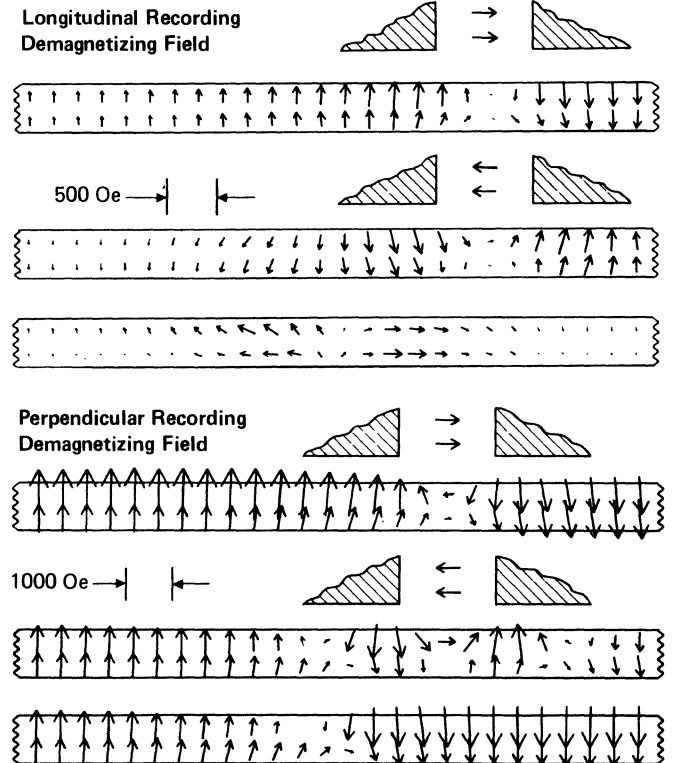 Longitudinal Recording
Demagnetizing Field
500 Oe
Perpendicular Recording
Demagnetizing Field
1000 Oe